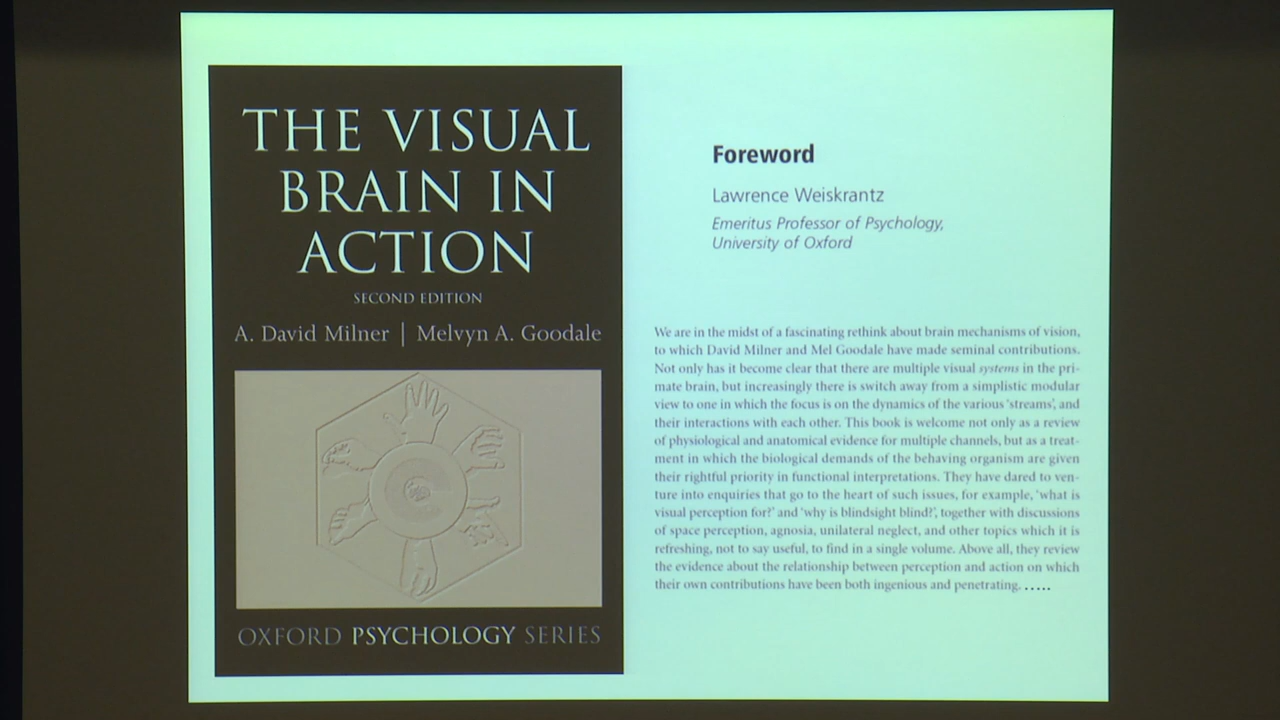 THE VISUAL
BRAIN IN
ACTION
SECOND EDITION
A. David Milner | Melvyn A. Goodale
OXFORD PSYCHOLOGY SERIES
Foreword
Lawrence Weiskrantz
Emeritus Professor of Psychology,
University of Oxford
We are in the midst of a fascinating rethink about brain mechanisms of vision,
to which David Milner and Mel Goodale have made seminal contributions.
Not only has it become clear that there are multiple visual systems in the pri-
mate brain, but increasingly there is switch away from a simplistic modular
view to one in which the focus is on the dynamics of the various 'streams', and
their interactions with each other. This book is welcome not only as a review
of physiological and anatomical evidence for multiple channels, but as a treat-
ment in which the biological demands of the behaving organism are given
their rightful priority in functional interpretations. They have dared to ven-
ture into enquiries that go to the heart of such issues, for example, 'what is
visual perception for?' and 'why is blindsight blind?', together with discussions
of space perception, agnosia, unilateral neglect, and other topics which it is
refreshing, not to say useful, to find in a single volume. Above all, they review
the evidence about the relationship between perception and action on which
their own contributions have been both ingenious and penetrating. .....